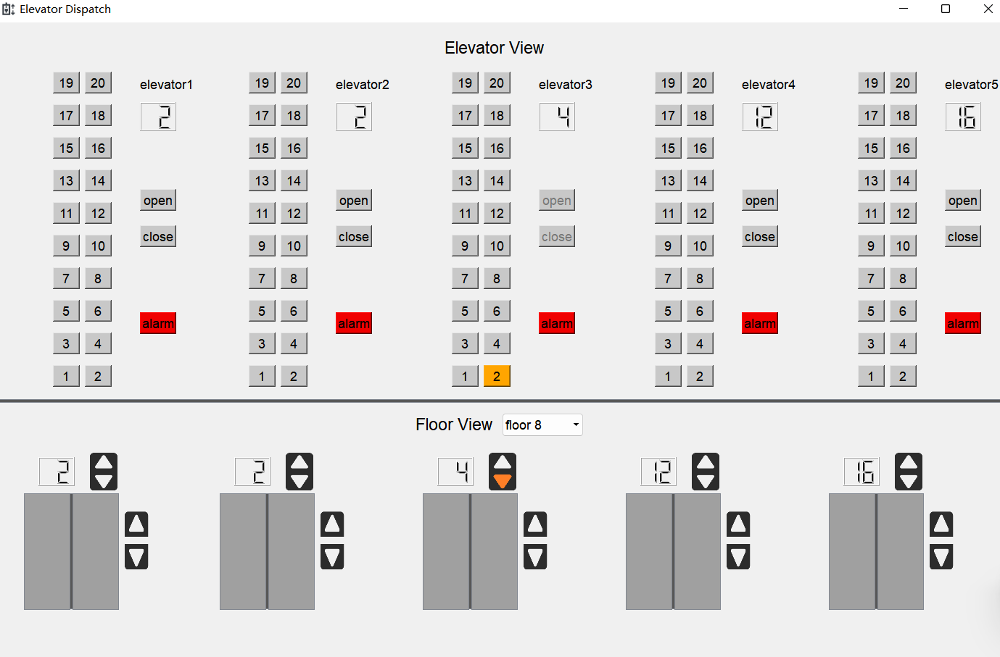 Elevator Dispatch
Elevator View
19 20 elevator1 19 20 elevator2 19 20 elevator3 19 20 elevator4 19 20 elevator5
17 18 2 17 18 2 17 18 4 17 18 12 17 18 16
15 16 15 16 15 16 15 16 15 16
13 14 13 14 13 14 13 14 13 14
open open open open open
11 12 11 12 11 12 11 12 11 12
close close close close close
9 10 9 10 9 10 9 10 9 10
7 8 7 8 7 8 7 8 7 8
5 6 5 6 5 6 5 6 5 6
alarm alarm alarm alarm alarm
3 4 3 4 3 4 3 4 3 4
1 2 1 2 1 2 1 2 1 2
Floor View floor 8
2 2 4 12 16